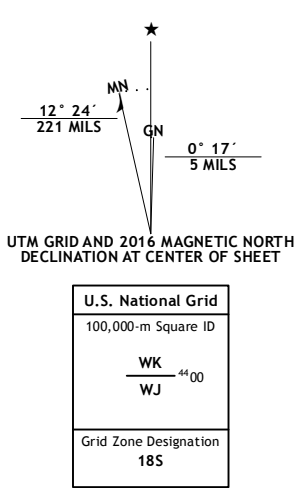 ★
MN
12° 24´
221 MILS
GN
0° 17´
5 MILS
UTM GRID AND 2016 MAGNETIC NORTH
DECLINATION AT CENTER OF SHEET
U.S. National Grid
100,000-m Square ID
WK
⁴⁴00
WJ
Grid Zone Designation
18S